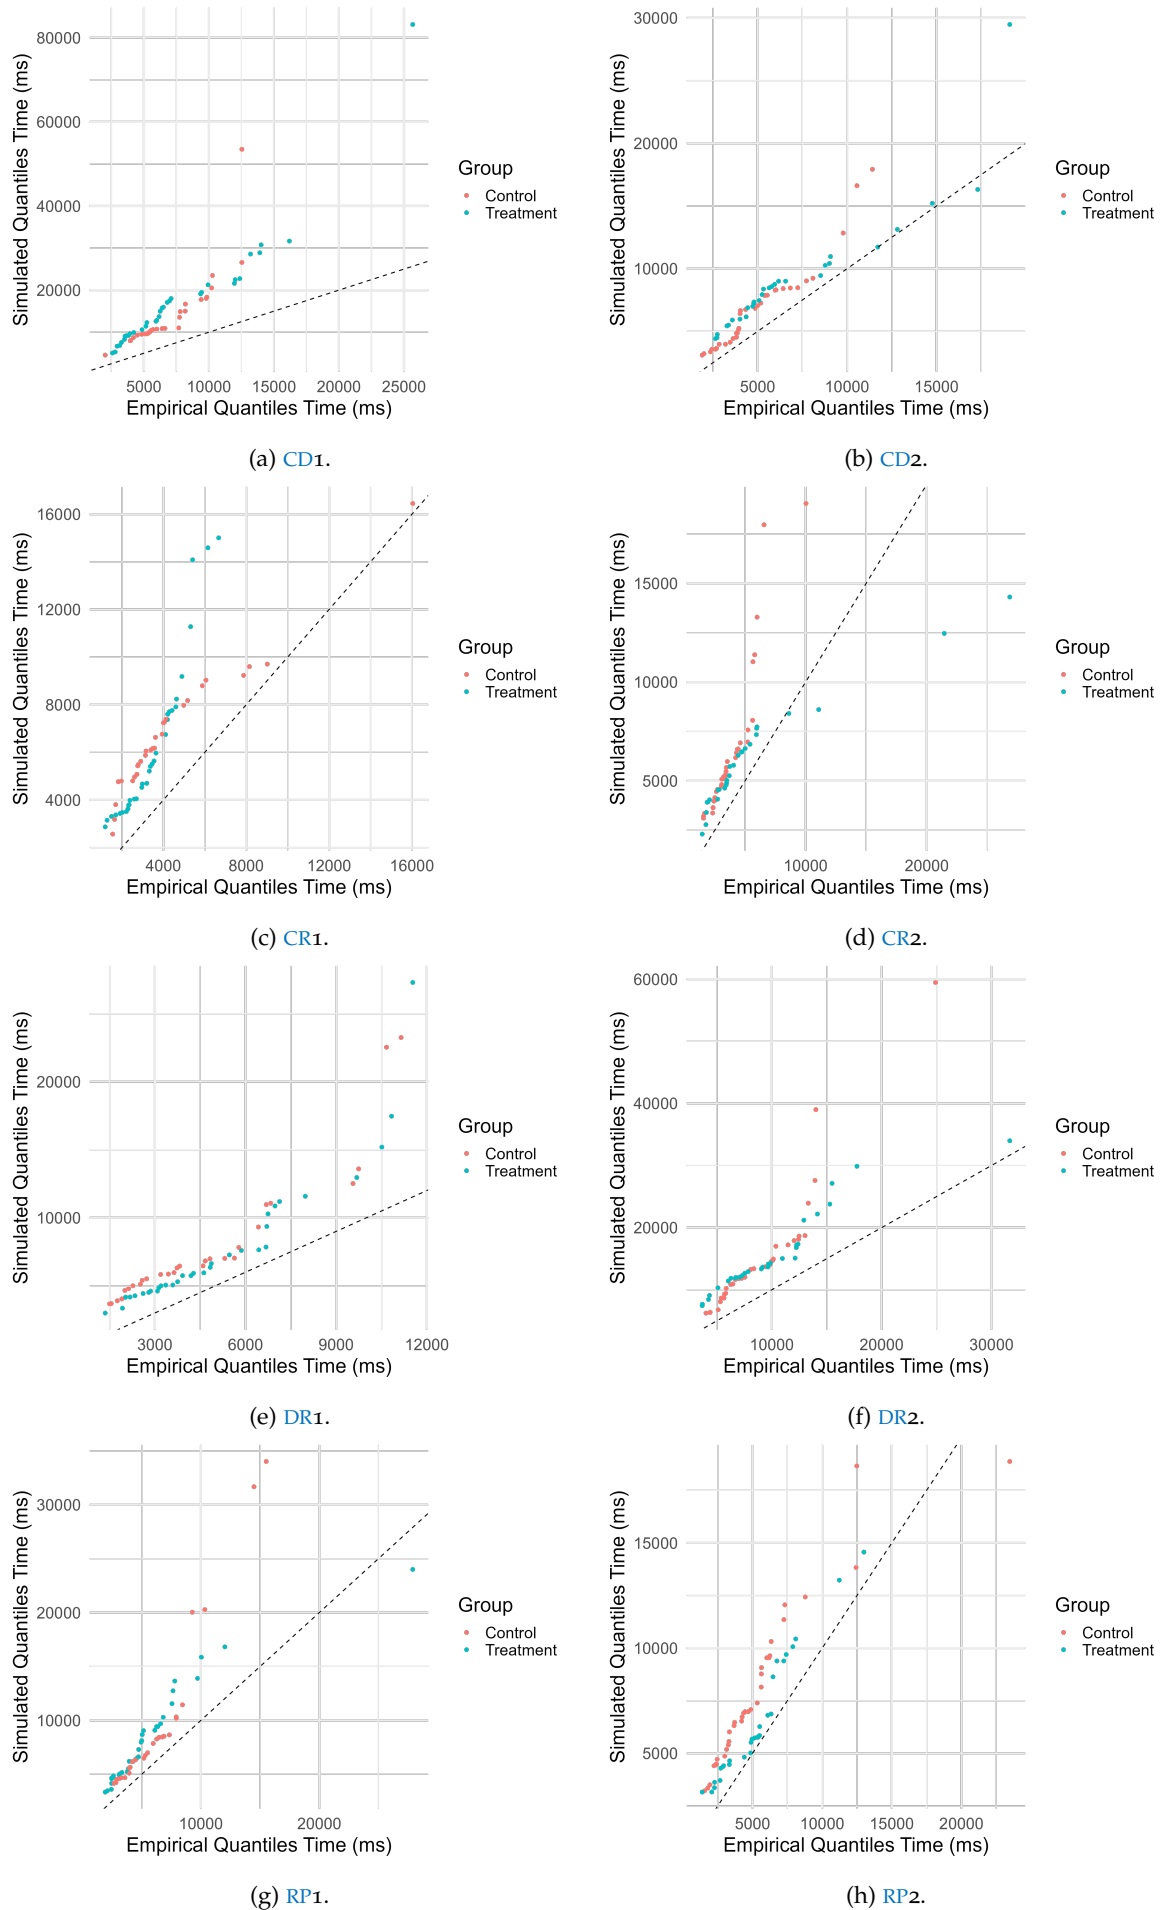 80000
60000
40000
20000
Simulated Quantiles Time (ms)
5000 10000 15000 20000 25000
Empirical Quantiles Time (ms)
Group
Control
Treatment
(a) CD1.
30000
20000
10000
Simulated Quantiles Time (ms)
5000 10000 15000
Empirical Quantiles Time (ms)
Group
Control
Treatment
(b) CD2.
16000
12000
8000
4000
Simulated Quantiles Time (ms)
4000 8000 12000 16000
Empirical Quantiles Time (ms)
Group
Control
Treatment
(c) CR1.
15000
10000
5000
Simulated Quantiles Time (ms)
10000 20000
Empirical Quantiles Time (ms)
Group
Control
Treatment
(d) CR2.
20000
10000
Simulated Quantiles Time (ms)
3000 6000 9000 12000
Empirical Quantiles Time (ms)
Group
Control
Treatment
(e) DR1.
60000
40000
20000
Simulated Quantiles Time (ms)
10000 20000 30000
Empirical Quantiles Time (ms)
Group
Control
Treatment
(f) DR2.
30000
20000
10000
Simulated Quantiles Time (ms)
10000 20000
Empirical Quantiles Time (ms)
Group
Control
Treatment
(g) RP1.
15000
10000
5000
Simulated Quantiles Time (ms)
5000 10000 15000 20000
Empirical Quantiles Time (ms)
Group
Control
Treatment
(h) RP2.